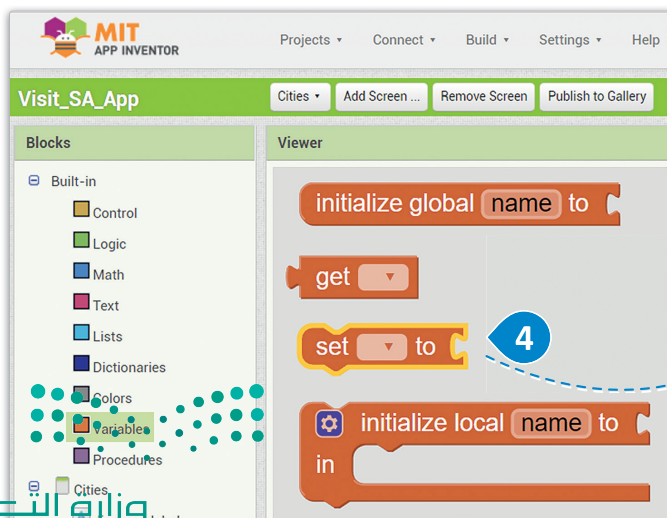 MIT
APP INVENTOR
Projects Connect Build Settings Help
Visit_SA_App
Cities Add Screen ... Remove Screen Publish to Gallery
Blocks
Viewer
Built-in
Control
Logic
Math
Text
Lists
Dictionaries
Colors
Variables
Procedures
Cities
initialize global name to
get
set to
4
initialize local name to
in
وزارة التـ